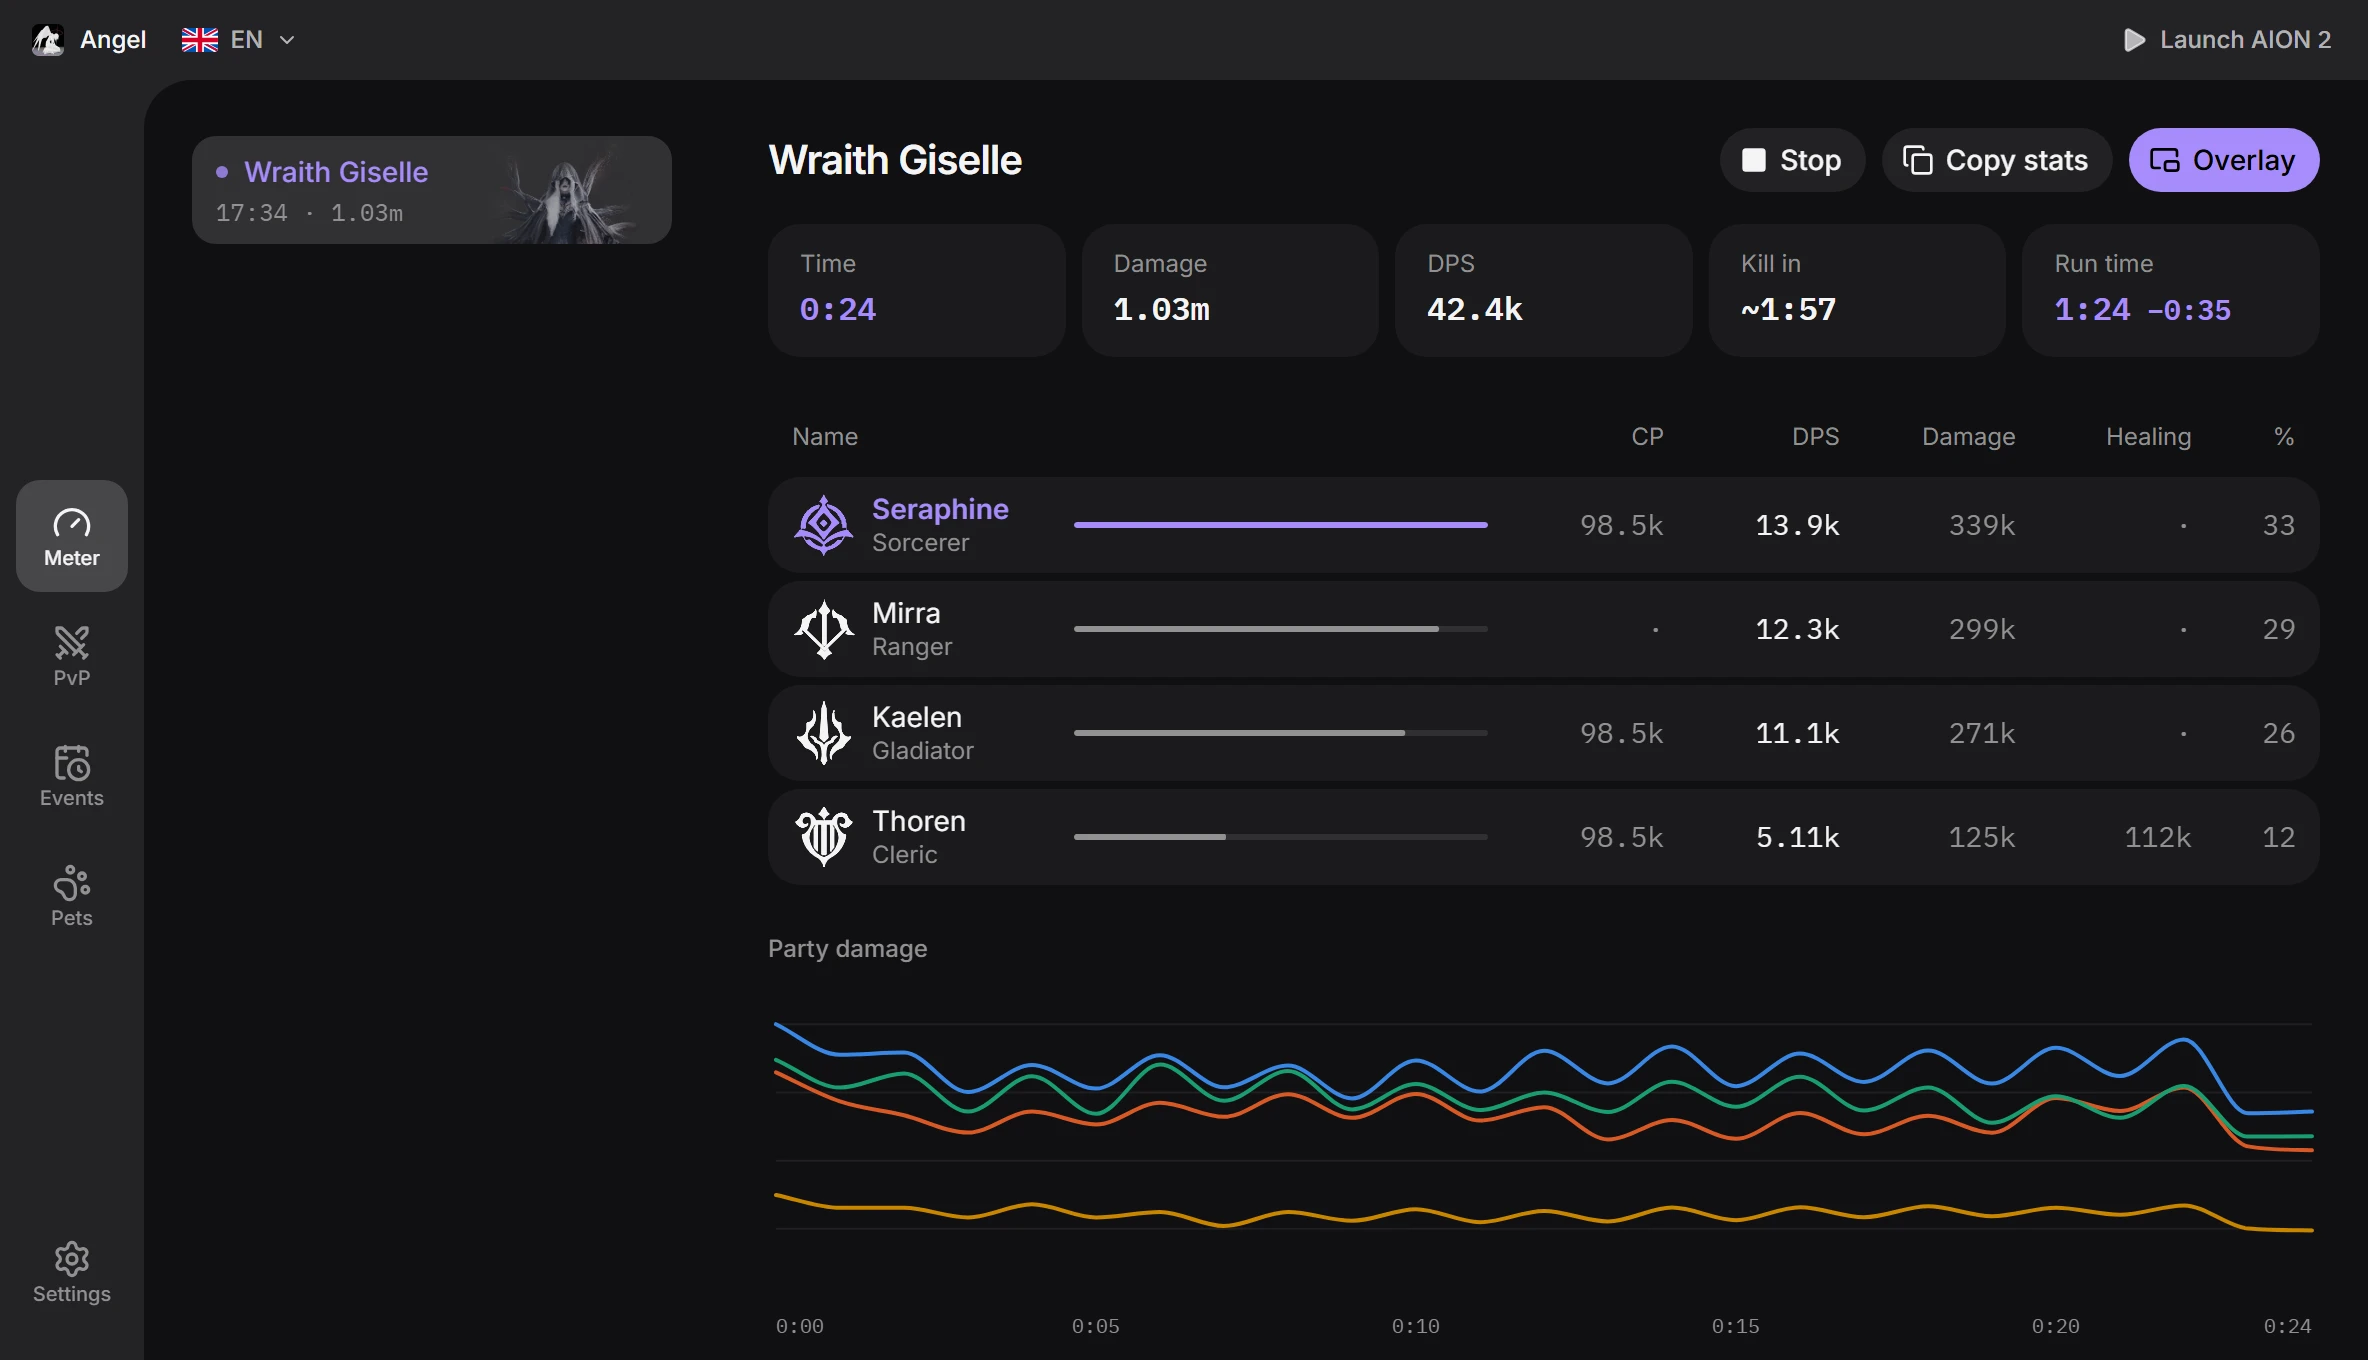 Angel
EN
Launch AION 2
Wraith Giselle
17:34 · 1.03m
Meter
PvP
Events
Pets
Settings
Wraith Giselle
Stop
Copy stats
Overlay
Time
0:24
Damage
1.03m
DPS
42.4k
Kill in
~1:57
Run time
1:24 −0:35
Name CP DPS Damage Healing %
Seraphine
Sorcerer
98.5k 13.9k 339k · 33
Mirra
Ranger
· 12.3k 299k · 29
Kaelen
Gladiator
98.5k 11.1k 271k · 26
Thoren
Cleric
98.5k 5.11k 125k 112k 12
Party damage
0:00 0:05 0:10 0:15 0:20 0:24